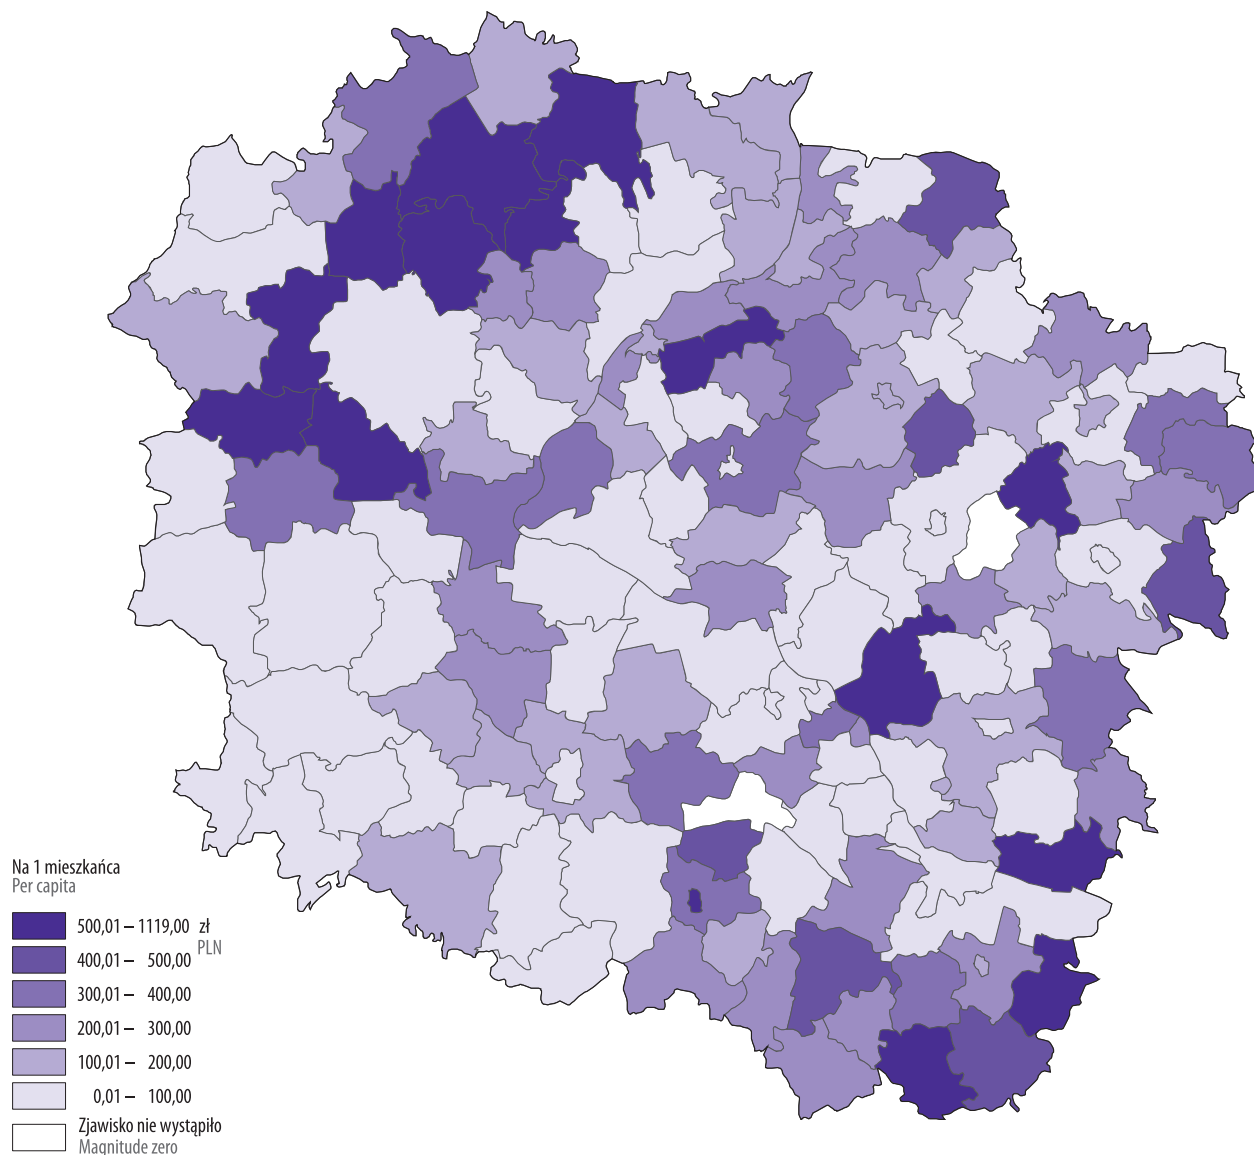 Na 1 mieszkańca
Per capita
500,01 – 1119,00 zł
PLN
400,01 – 500,00
300,01 – 400,00
200,01 – 300,00
100,01 – 200,00
0,01 – 100,00
Zjawisko nie wystąpiło
Magnitude zero